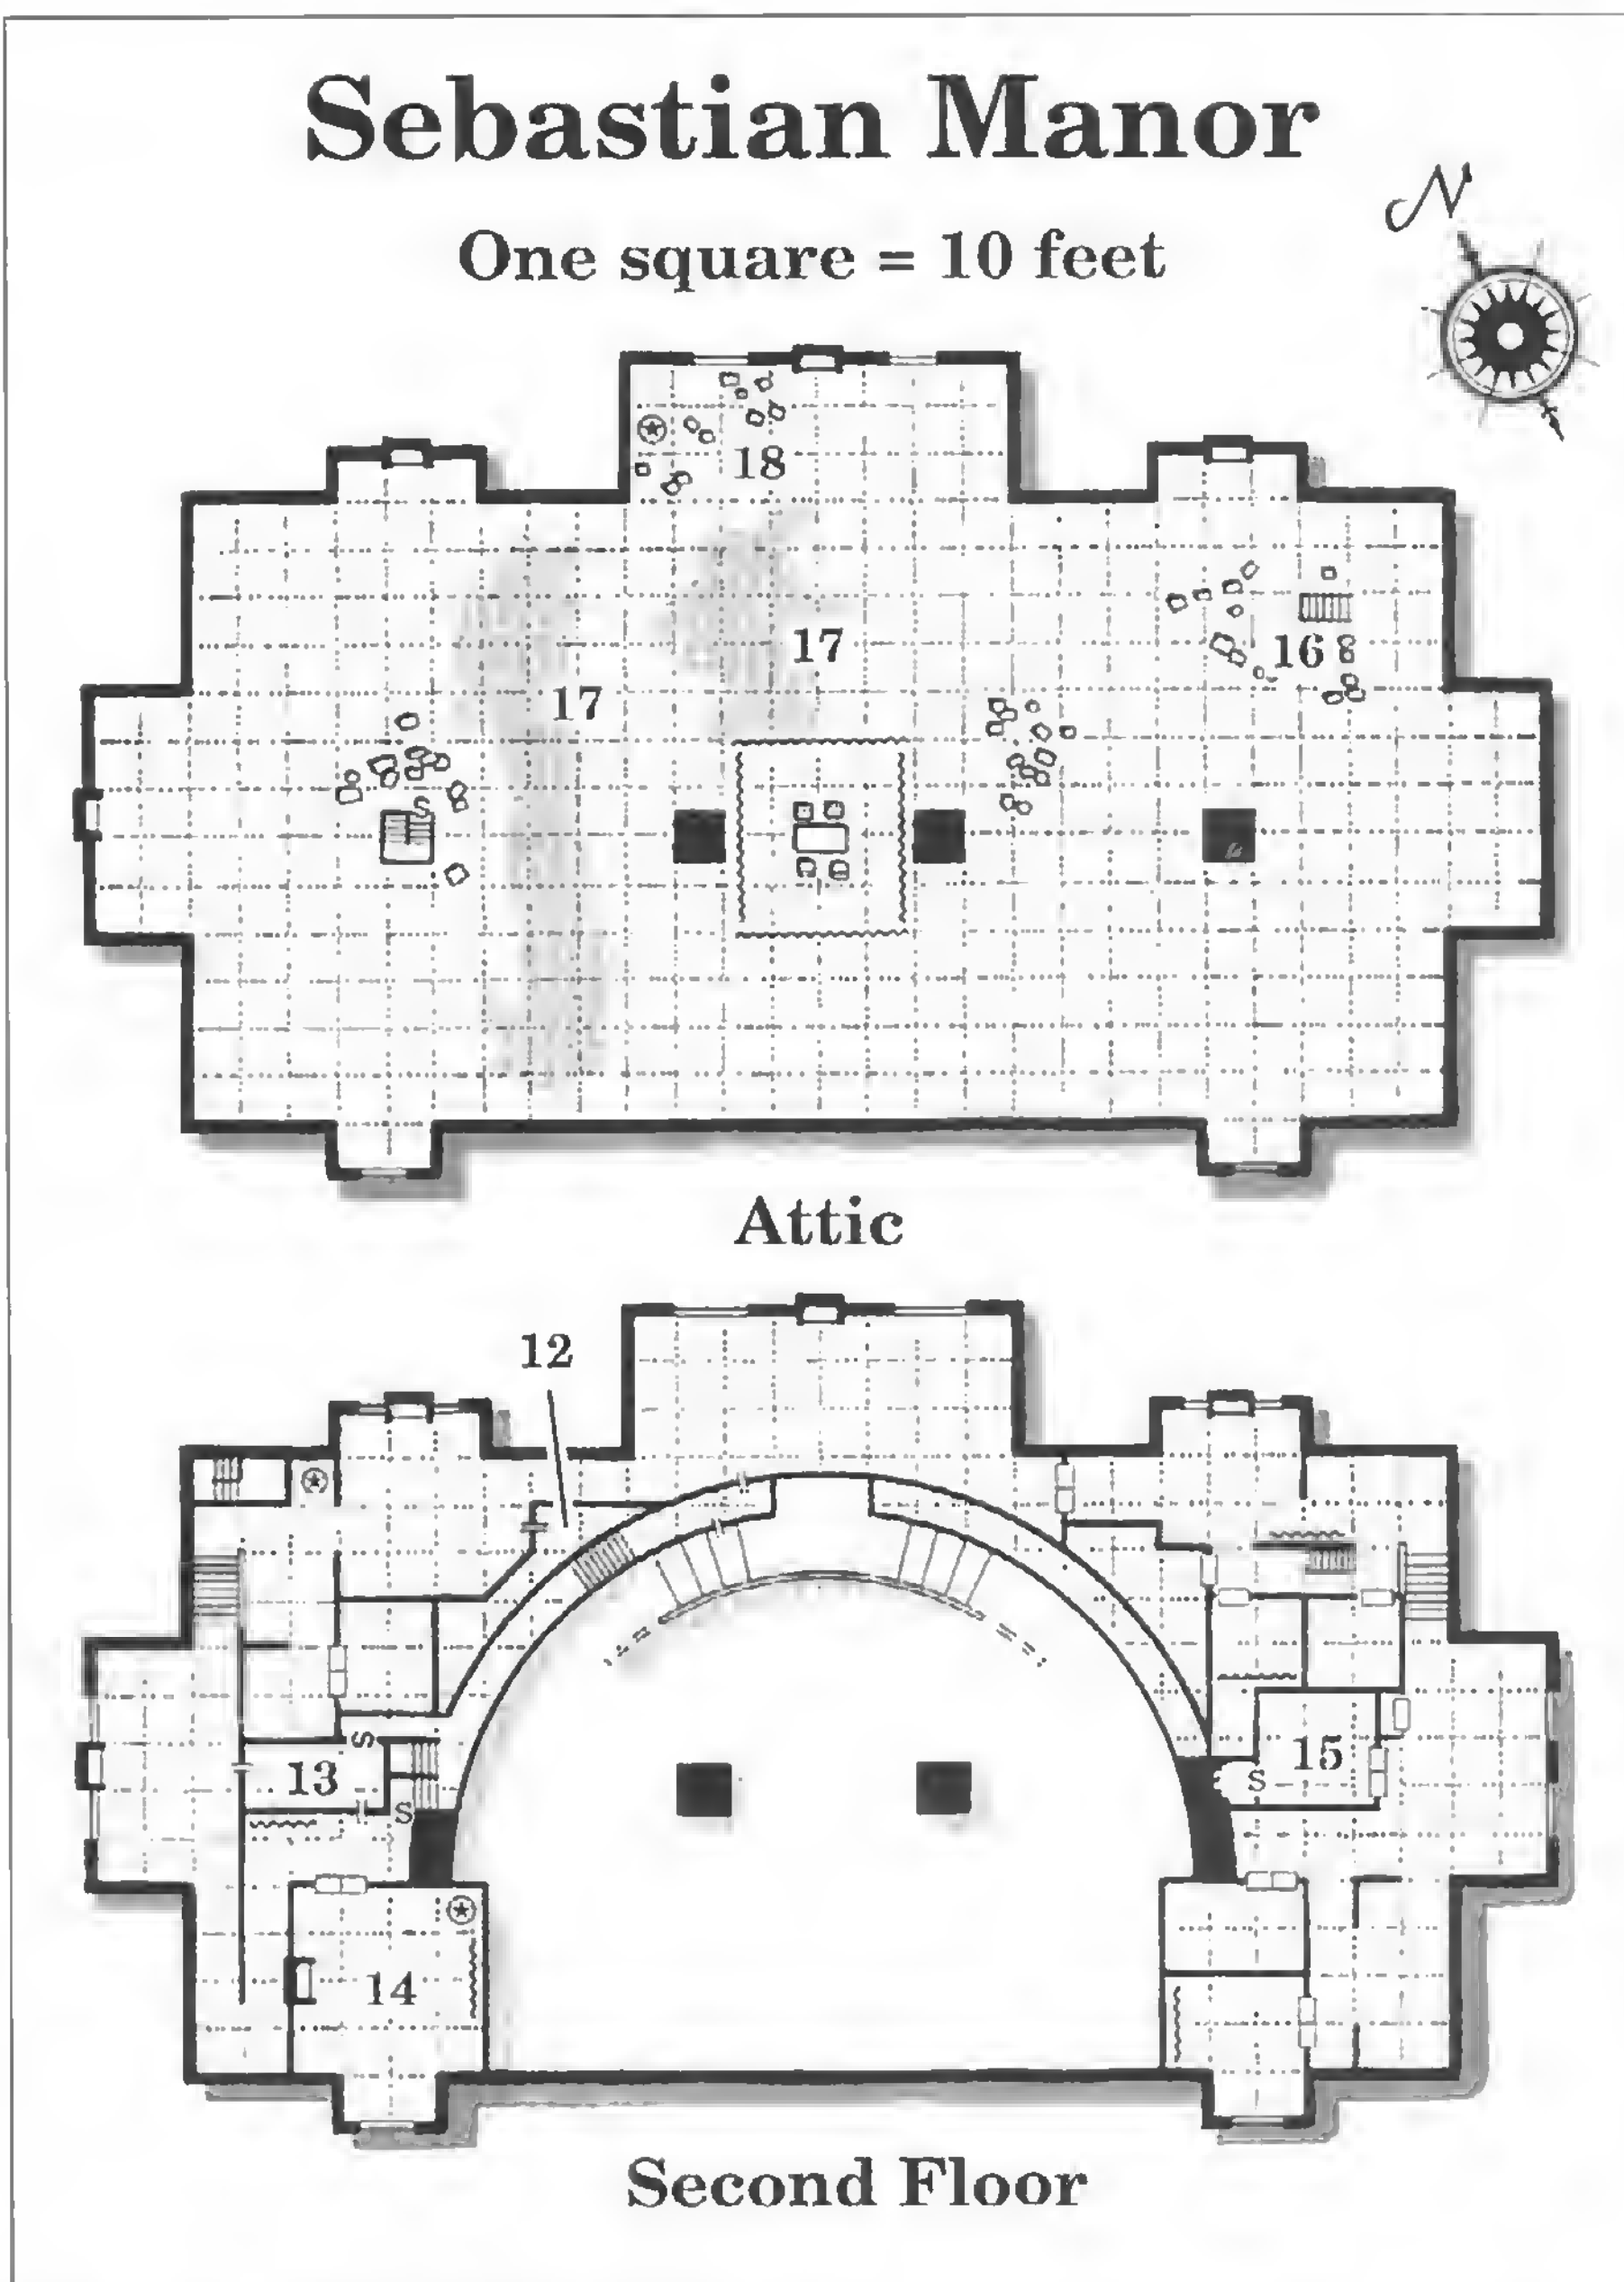 Sebastian Manor
One square = 10 feet
N
18
17
16
17
S
Attic
12
S
13
15
S
S
14
Second Floor